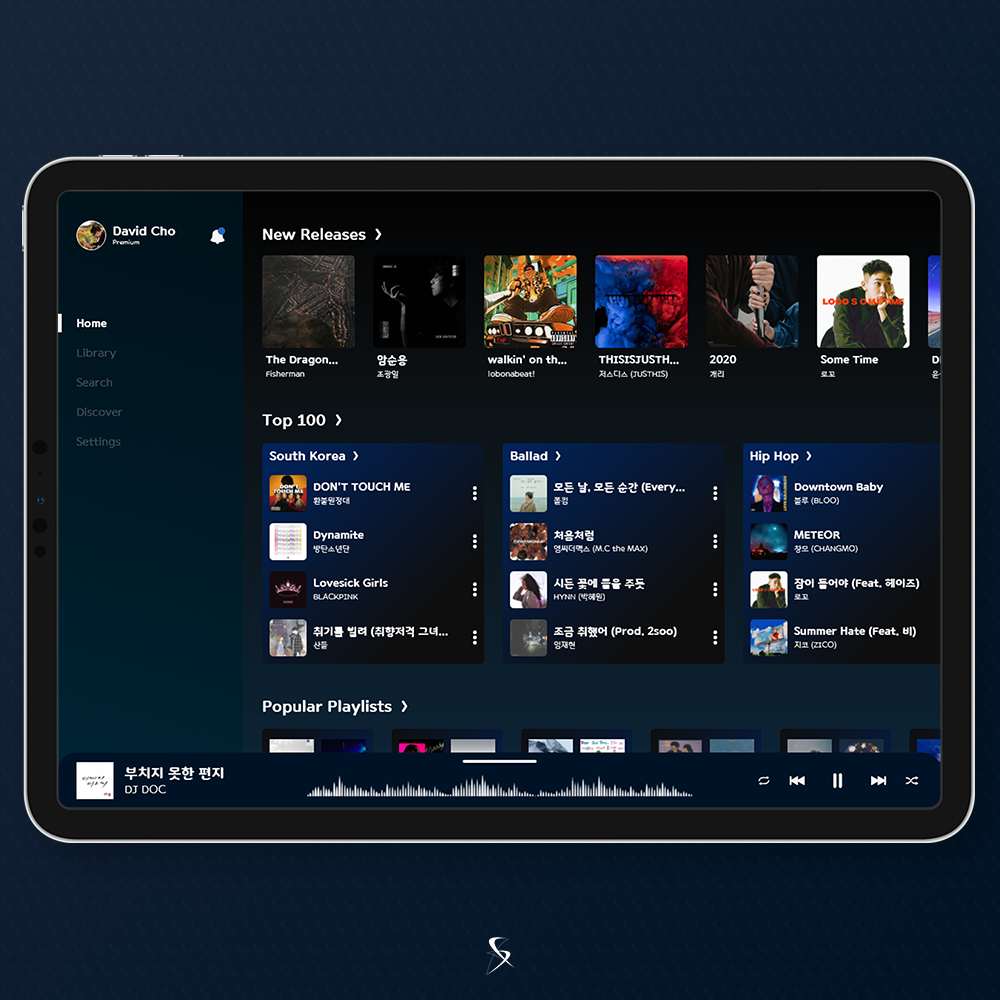 David Cho
Premium
Home
Library
Search
Discover
Settings
New Releases
The Dragon...
Fisherman
암순응
조광일
walkin' on th...
lobonabeat!
THISISJUSTH...
저스디스 (JUSTHIS)
2020
개리
LOCO SOMETIME
Some Time
로꼬
Top 100
South Korea
DON'T TOUCH ME
DON'T TOUCH ME
환불원정대
Dynamite
방탄소년단
Lovesick Girls
BLACKPINK
취기를 빌려 (취향저격 그녀...
산들
Ballad
모든 날, 모든 순간 (Every...
폴킴
처음처럼
엠씨더맥스 (M.C the MAX)
시든 꽃에 물을 주듯
HYNN (박혜원)
조금 취했어 (Prod. 2soo)
임재현
Hip Hop
Downtown Baby
블루 (BLOO)
METEOR
창모 (CHANGMO)
잠이 들어야 (Feat. 헤이즈)
로꼬
Summer Hate (Feat. 비)
지코 (ZICO)
Popular Playlists
부치지 못한 편지
DJ DOC